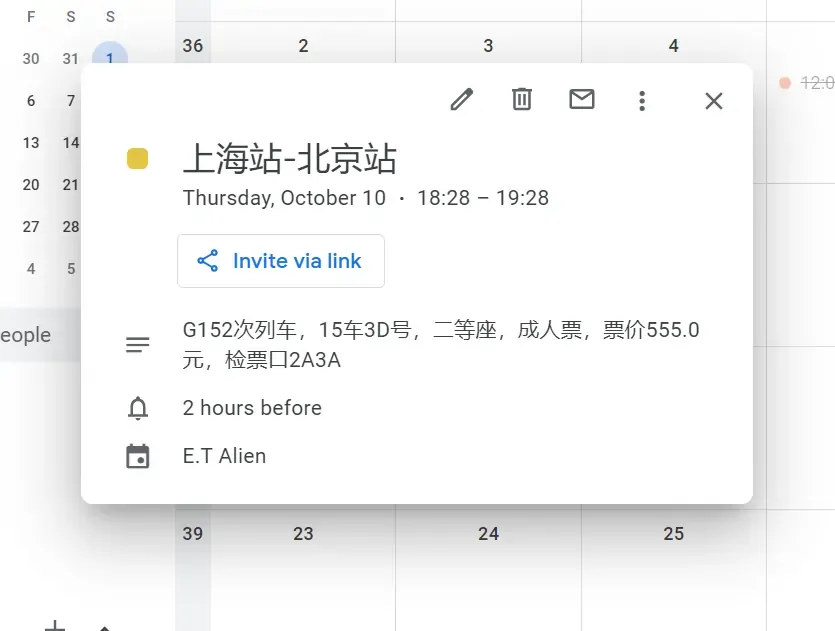 F S S
36 2 3 4
30 31 1
12:0
6 7
13 14
20 21
27 28
4 5
eople
上海站-北京站
Thursday, October 10 · 18:28 – 19:28
Invite via link
G152次列车，15车3D号，二等座，成人票，票价555.0
元，检票口2A3A
2 hours before
E.T Alien
39 23 24 25